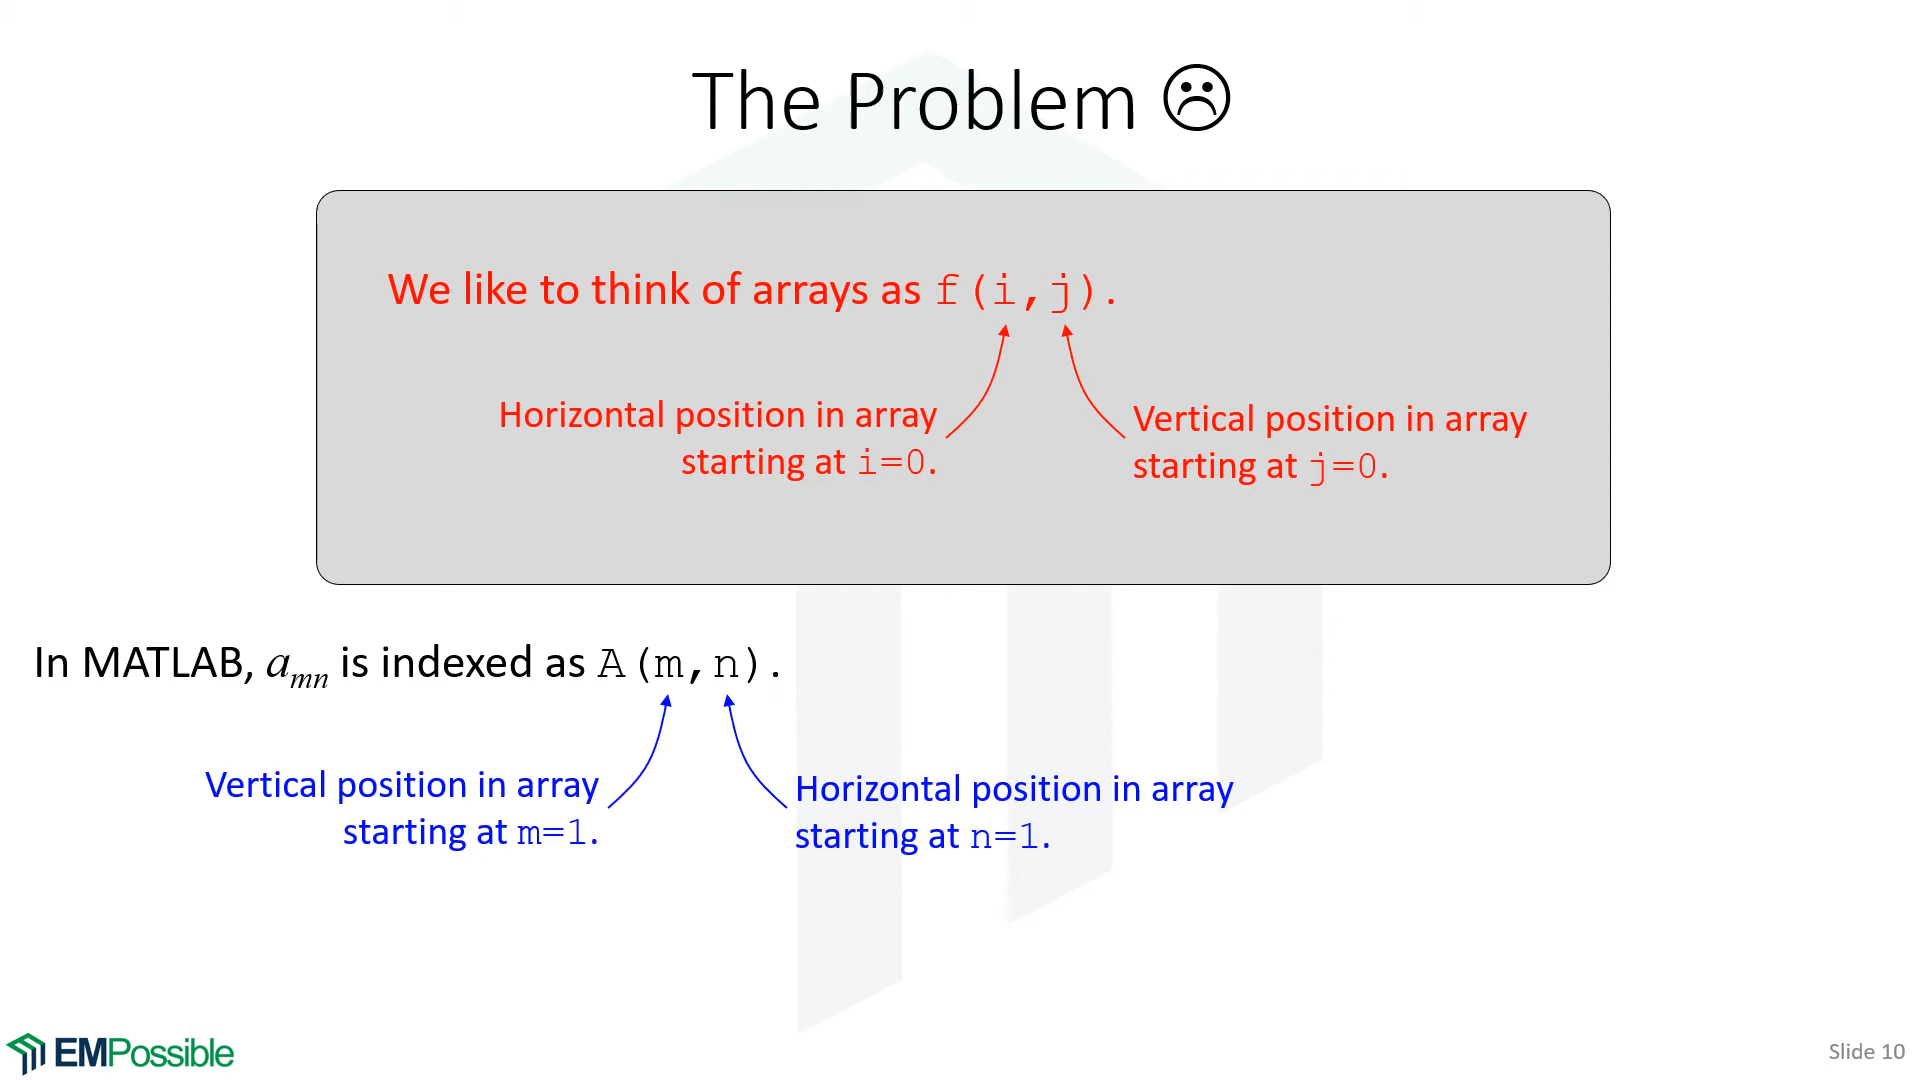 The Problem ☹
We like to think of arrays as f(i,j).
Horizontal position in array
starting at i=0.
Vertical position in array
starting at j=0.
In MATLAB, amn is indexed as A(m,n).
Vertical position in array
starting at m=1.
Horizontal position in array
starting at n=1.
EMPossible
Slide 10